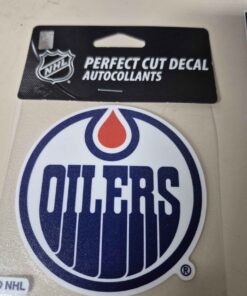 NHL
PERFECT CUT DECAL
AUTOCOLLANTS
OILERS
®
NHL